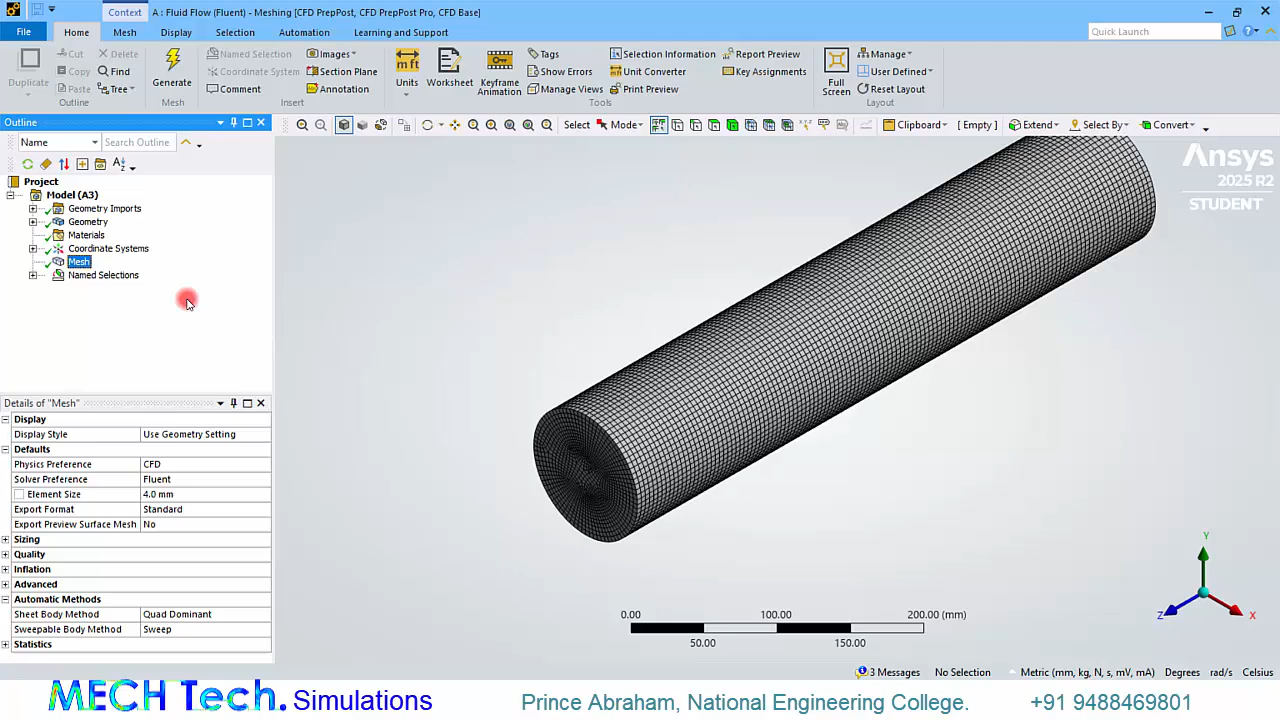 Context A : Fluid Flow (Fluent) - Meshing [CFD PrepPost, CFD PrepPost Pro, CFD Base]
File Home Mesh Display Selection Automation Learning and Support Quick Launch
Duplicate
Cut
Copy
Paste
Delete
Find
Tree
Outline
Generate
Mesh
Named Selection
Coordinate System
Comment
Images
Section Plane
Annotation
Insert
Units
Worksheet
Keyframe
Animation
Tags
Show Errors
Manage Views
Selection Information
Unit Converter
Print Preview
Report Preview
Key Assignments
Tools
Full
Screen
Manage
User Defined
Reset Layout
Layout
Outline
Name Search Outline
Select Mode Clipboard [ Empty ] Extend Select By Convert
Project
Model (A3)
Geometry Imports
Geometry
Materials
Coordinate Systems
Mesh
Named Selections
Ansys
2025 R2
STUDENT
Details of "Mesh"
Display
Display Style Use Geometry Setting
Defaults
Physics Preference CFD
Solver Preference Fluent
Element Size 4.0 mm
Export Format Standard
Export Preview Surface Mesh No
Sizing
Quality
Inflation
Advanced
Automatic Methods
Sheet Body Method Quad Dominant
Sweepable Body Method Sweep
Statistics
0.00 100.00 200.00 (mm)
50.00 150.00
Y
Z
X
3 Messages No Selection Metric (mm, kg, N, s, mV, mA) Degrees rad/s Celsius
MECH Tech. Simulations Prince Abraham, National Engineering College. +91 9488469801